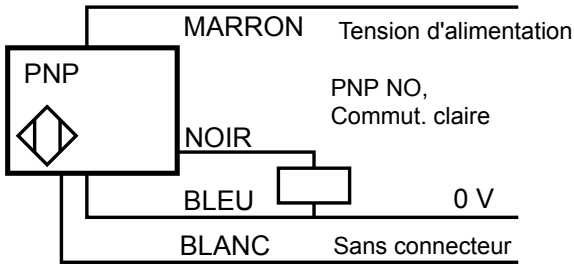 MARRON Tension d'alimentation
PNP
PNP NO,
Commut. claire
NOIR
BLEU 0 V
BLANC Sans connecteur